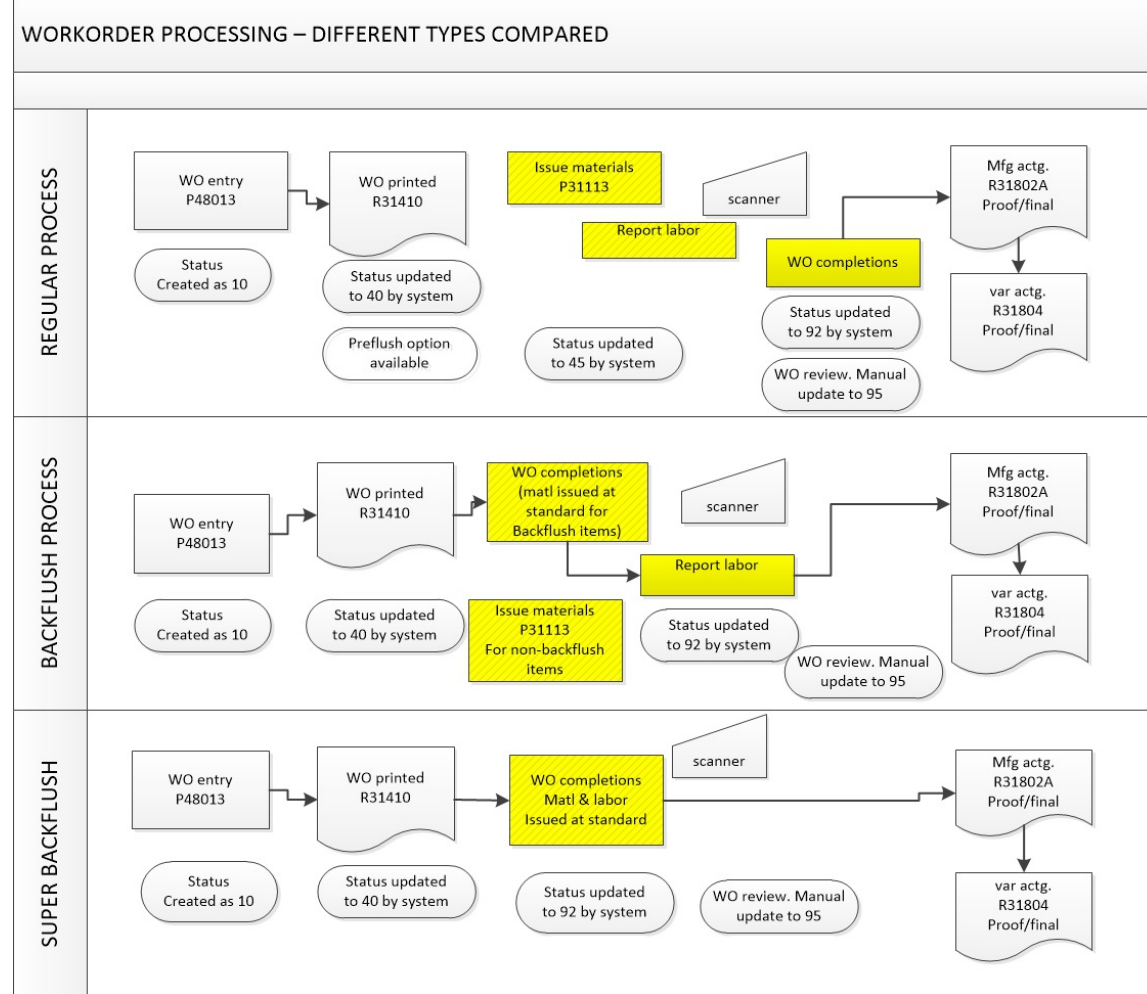 WORKORDER PROCESSING – DIFFERENT TYPES COMPARED
REGULAR PROCESS
WO entry
P48013
Status
Created as 10
WO printed
R31410
Status updated
to 40 by system
Preflush option
available
Issue materials
P31113
Report labor
Status updated
to 45 by system
scanner
WO completions
Status updated
to 92 by system
WO review. Manual
update to 95
Mfg actg.
R31802A
Proof/final
var actg.
R31804
Proof/final
BACKFLUSH PROCESS
WO entry
P48013
Status
Created as 10
WO printed
R31410
Status updated
to 40 by system
WO completions
(matl issued at
standard for
Backflush items)
Issue materials
P31113
For non-backflush
items
scanner
Report labor
Status updated
to 92 by system
WO review. Manual
update to 95
Mfg actg.
R31802A
Proof/final
var actg.
R31804
Proof/final
SUPER BACKFLUSH
WO entry
P48013
Status
Created as 10
WO printed
R31410
Status updated
to 40 by system
WO completions
Matl & labor
Issued at standard
Status updated
to 92 by system
scanner
WO review. Manual
update to 95
Mfg actg.
R31802A
Proof/final
var actg.
R31804
Proof/final